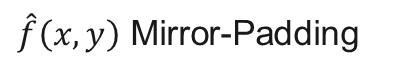 f̂(x, y) Mirror-Padding